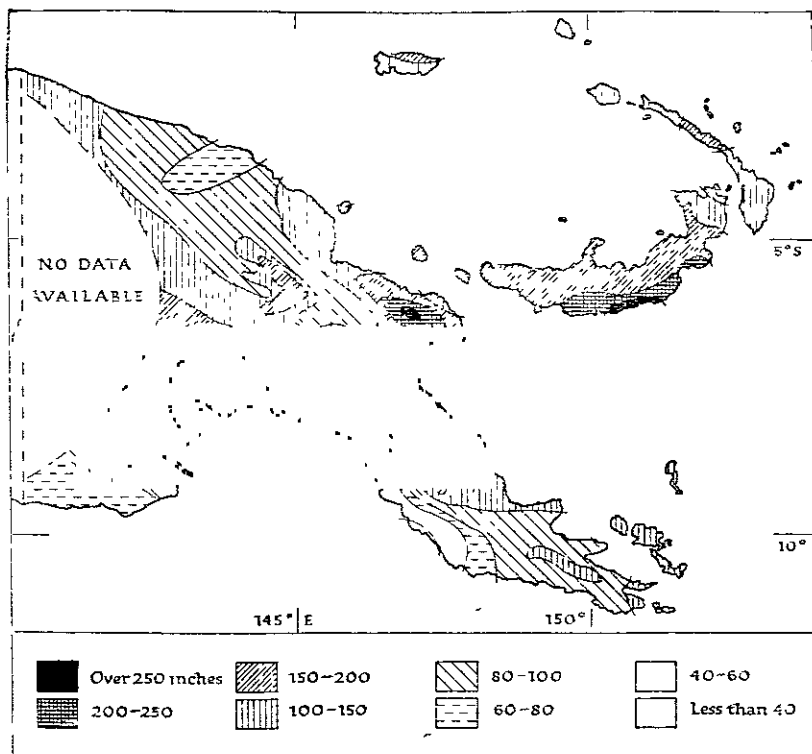 5°S
NO DATA
AVAILABLE
10°
145° E
150°
Over 250 inches
150-200
80-100
40-60
200-250
100-150
60-80
Less than 40